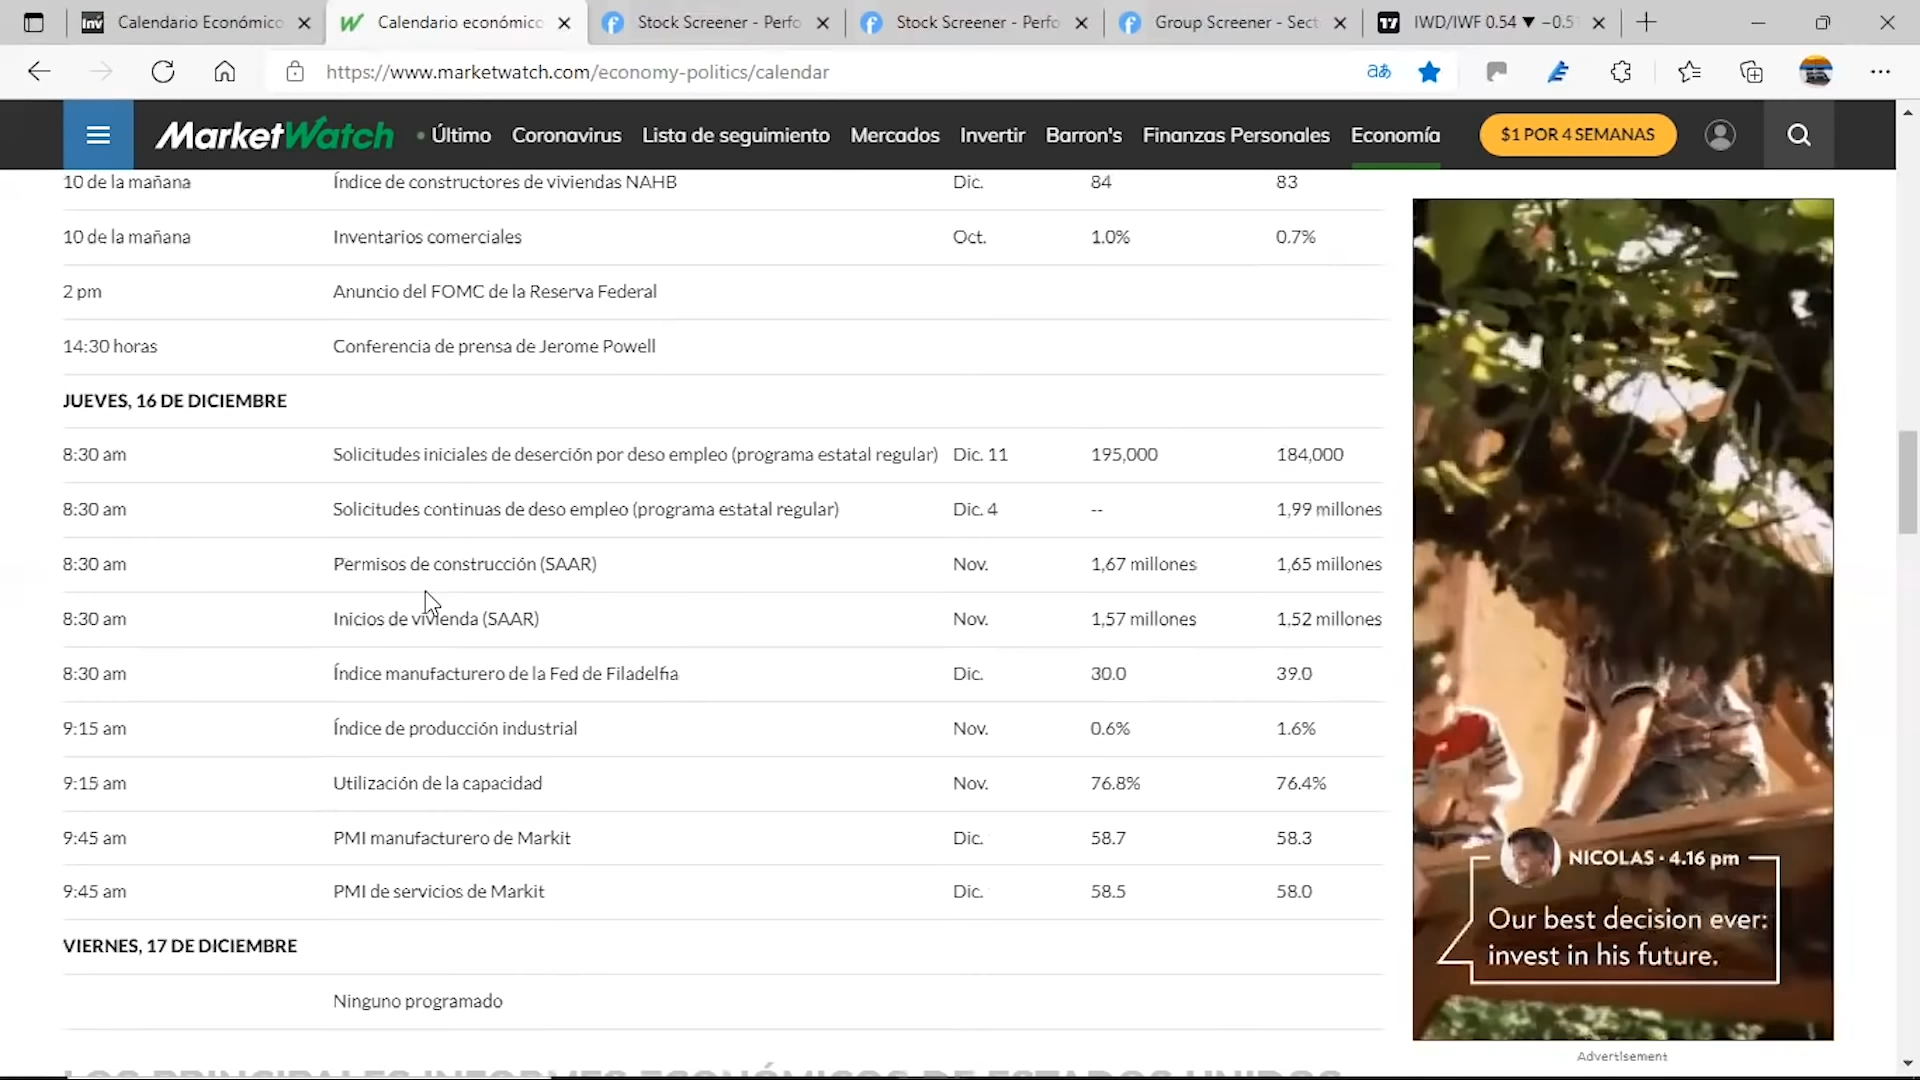 Calendario Económico
Calendario económico
Stock Screener - Perfo
Stock Screener - Perfo
Group Screener - Sect
IWD/IWF 0.54 ▼ −0.5
https://www.marketwatch.com/economy-politics/calendar
MarketWatch
Último
Coronavirus
Lista de seguimiento
Mercados
Invertir
Barron's
Finanzas Personales
Economía
$1 POR 4 SEMANAS
10 de la mañana Índice de constructores de viviendas NAHB Dic. 84 83
10 de la mañana Inventarios comerciales Oct. 1.0% 0.7%
2 pm Anuncio del FOMC de la Reserva Federal
14:30 horas Conferencia de prensa de Jerome Powell
JUEVES, 16 DE DICIEMBRE
8:30 am Solicitudes iniciales de deserción por deso empleo (programa estatal regular) Dic. 11 195,000 184,000
8:30 am Solicitudes continuas de deso empleo (programa estatal regular) Dic. 4 -- 1,99 millones
8:30 am Permisos de construcción (SAAR) Nov. 1,67 millones 1,65 millones
8:30 am Inicios de vivienda (SAAR) Nov. 1,57 millones 1,52 millones
8:30 am Índice manufacturero de la Fed de Filadelfia Dic. 30.0 39.0
9:15 am Índice de producción industrial Nov. 0.6% 1.6%
9:15 am Utilización de la capacidad Nov. 76.8% 76.4%
9:45 am PMI manufacturero de Markit Dic. 58.7 58.3
9:45 am PMI de servicios de Markit Dic. 58.5 58.0
VIERNES, 17 DE DICIEMBRE
Ninguno programado
LOS PRINCIPALES INFORMES ECONÓMICOS DE ESTADOS UNIDOS
NICOLAS · 4.16 pm
Our best decision ever:
invest in his future.
Advertisement